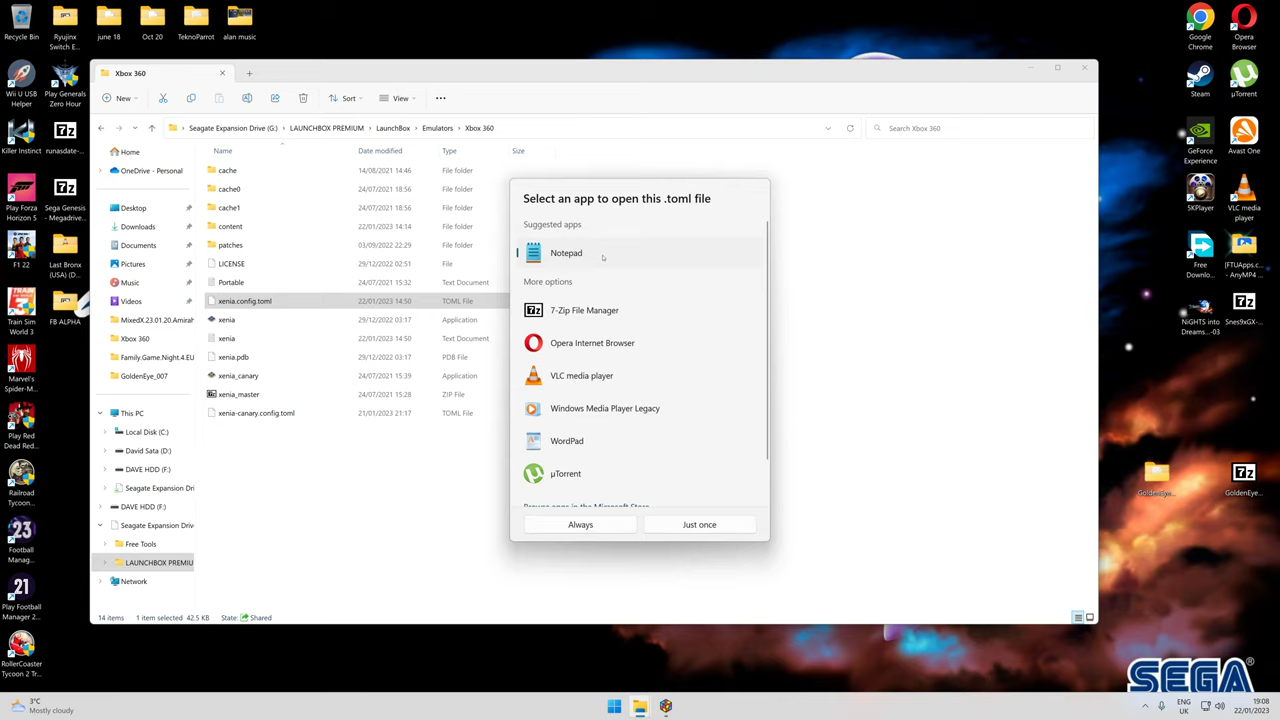 Recycle Bin
Ryujinx
Switch E...
june 18
Oct 20
TeknoParrot
alan music
Google
Chrome
Opera
Browser
Wii U USB
Helper
Play Generals
Zero Hour
Steam
µTorrent
Killer Instinct
runasdate-...
GeForce
Experience
Avast One
Play Forza
Horizon 5
Sega Genesis
- Megadrive...
5KPlayer
VLC media
player
F1 22
Last Bronx
(USA) (D...
Free
Downlo...
[FTUApps.c...
- AnyMP4 ...
Train Sim
World 3
FB ALPHA
NiGHTS into
Dreams...
Snes9xGX-...
-03
Marvel's
Spider-M...
Play Red
Dead Red...
Railroad
Tycoon...
GoldenEye...
GoldenEye...
Football
Manag...
Play Football
Manager 2...
RollerCoaster
Tycoon 2 Tr...
Xbox 360
New
Sort
View
Seagate Expansion Drive (G:) > LAUNCHBOX PREMIUM > LaunchBox > Emulators > Xbox 360
Search Xbox 360
Name Date modified Type Size
Home
OneDrive - Personal
Desktop
Downloads
Documents
Pictures
Music
Videos
MixedX.23.01.20.Amirah
Xbox 360
Family.Game.Night.4.EU
GoldenEye_007
This PC
Local Disk (C:)
David Sata (D:)
DAVE HDD (F:)
Seagate Expansion Dri
DAVE HDD (F:)
Seagate Expansion Drive
Free Tools
LAUNCHBOX PREMIU
Network
cache 14/08/2021 14:46 File folder
cache0 24/07/2021 18:56 File folder
cache1 24/07/2021 18:56 File folder
content 22/01/2023 14:14 File folder
patches 03/09/2022 22:29 File folder
LICENSE 29/12/2022 02:51 File
Portable 24/07/2021 15:32 Text Document
xenia.config.toml 22/01/2023 14:50 TOML File
xenia 29/12/2022 03:17 Application
xenia 22/01/2023 14:50 Text Document
xenia.pdb 29/12/2022 03:17 PDB File
xenia_canary 24/07/2021 15:39 Application
xenia_master 24/07/2021 15:28 ZIP File
xenia-canary.config.toml 21/01/2023 21:17 TOML File
Select an app to open this .toml file
Suggested apps
Notepad
More options
7-Zip File Manager
Opera Internet Browser
VLC media player
Windows Media Player Legacy
WordPad
µTorrent
Browse apps in the Microsoft Store
Always
Just once
14 items 1 item selected 42.5 KB State: Shared
SEGA
3°C
Mostly cloudy
ENG
UK
19:08
22/01/2023